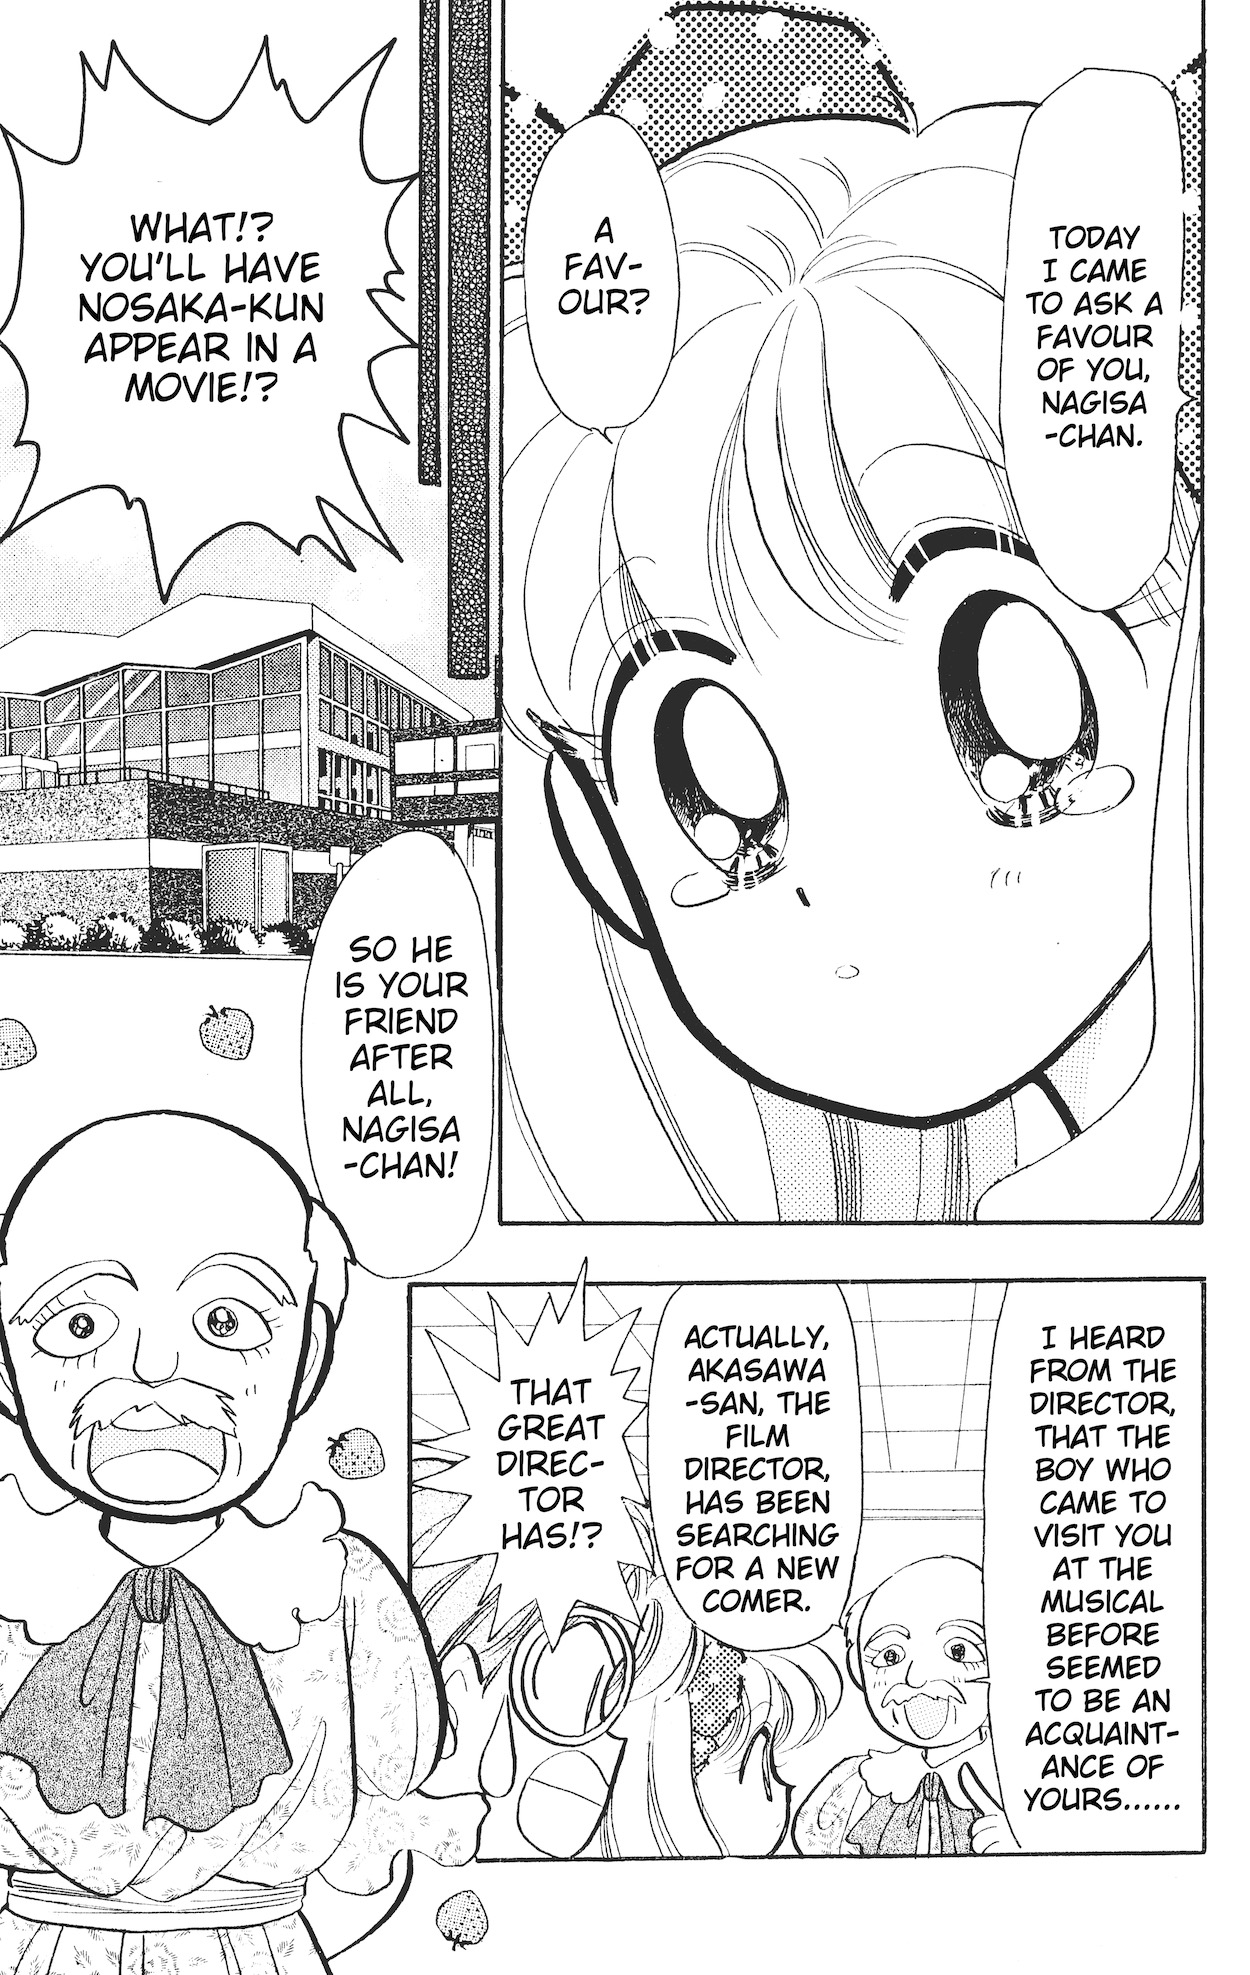 TODAY
I CAME
TO ASK A
FAVOUR
OF YOU,
NAGISA
-CHAN.
A
FAV-
OUR?
I HEARD
FROM THE
DIRECTOR,
THAT THE
BOY WHO
CAME TO
VISIT YOU
AT THE
MUSICAL
BEFORE
SEEMED
TO BE AN
ACQUAINT-
ANCE OF
YOURS......
ACTUALLY,
AKASAWA
-SAN, THE
FILM
DIRECTOR,
HAS BEEN
SEARCHING
FOR A NEW
COMER.
THAT
GREAT
DIREC-
TOR
HAS!?
WHAT!?
YOU'LL HAVE
NOSAKA-KUN
APPEAR IN A
MOVIE!?
SO HE
IS YOUR
FRIEND
AFTER
ALL,
NAGISA
-CHAN!